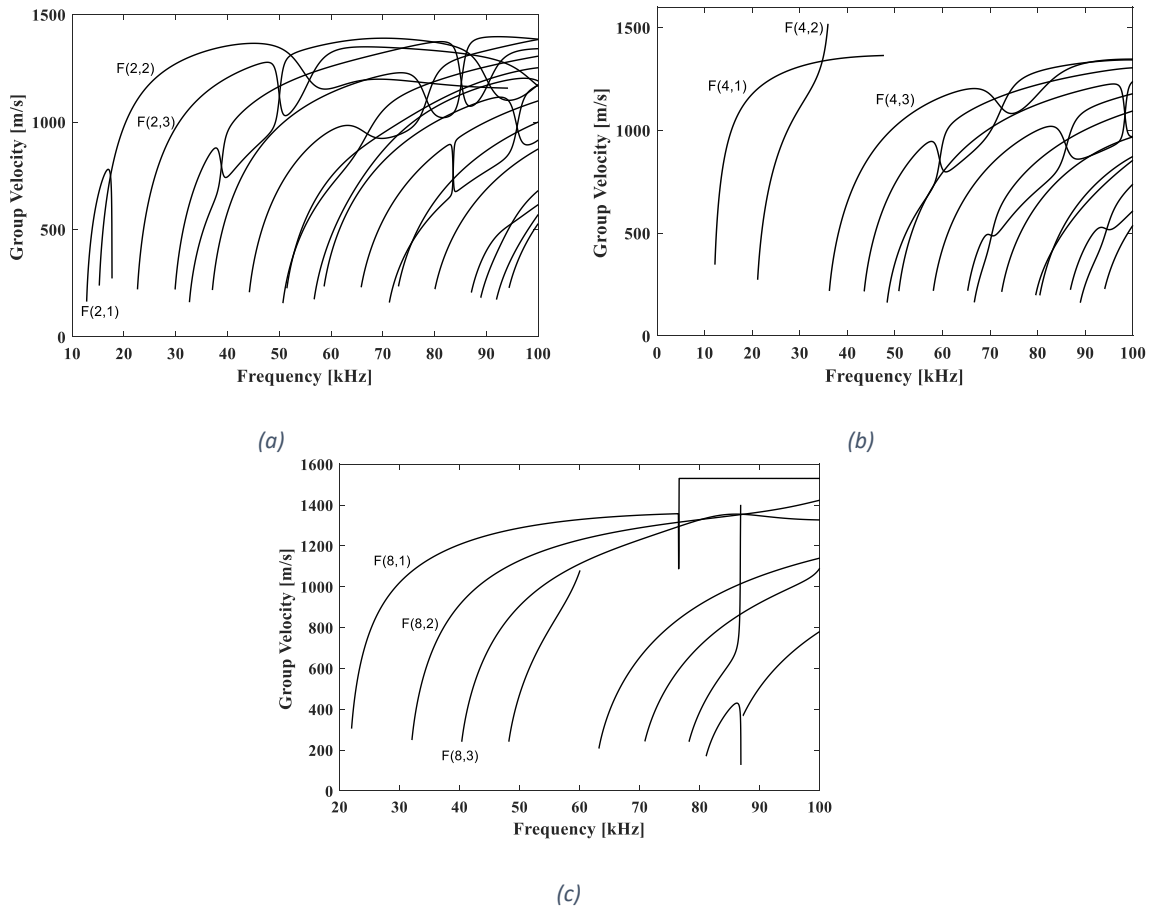 1500
1000
500
0
Group Velocity [m/s]
F(2,2)
F(2,3)
F(2,1)
10 20 30 40 50 60 70 80 90 100
Frequency [kHz]
(a)
1500
1000
500
0
Group Velocity [m/s]
F(4,2)
F(4,1)
F(4,3)
0 10 20 30 40 50 60 70 80 90 100
Frequency [kHz]
(b)
1600
1400
1200
1000
800
600
400
200
0
Group Velocity [m/s]
F(8,1)
F(8,2)
F(8,3)
20 30 40 50 60 70 80 90 100
Frequency [kHz]
(c)